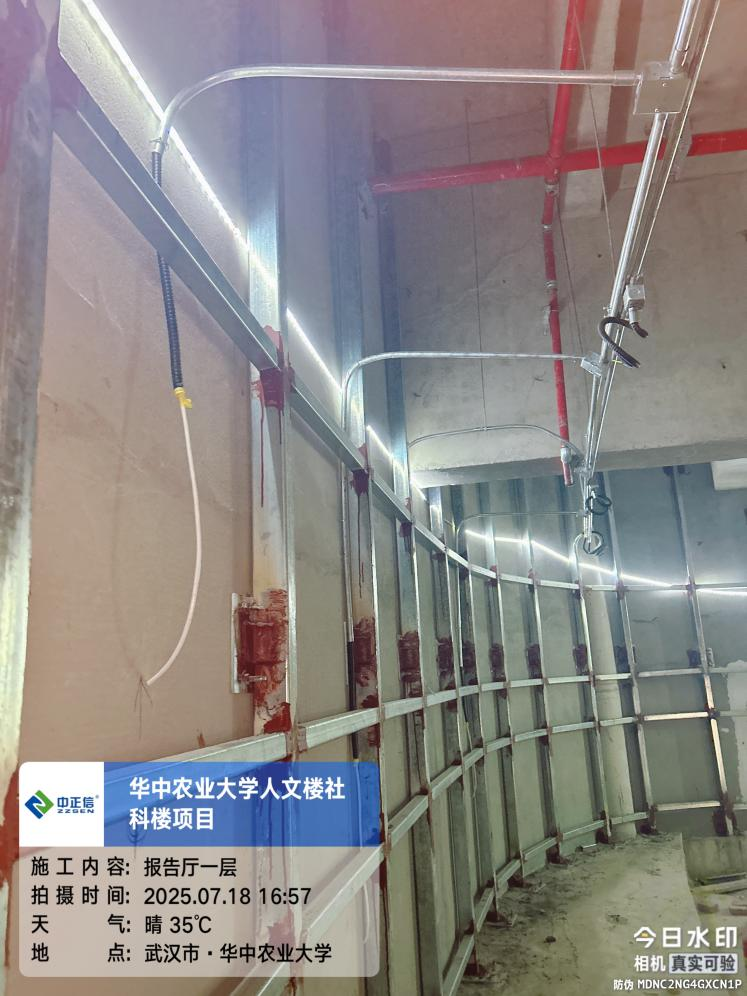 中正信®
ZZSEN
华中农业大学人文楼社
科楼项目
施工内容: 报告厅一层
拍摄时间: 2025.07.18 16:57
天气: 晴 35℃
地点: 武汉市·华中农业大学
今日水印
相机 真实可验
防伪 MDNC2NG4GXCN1P